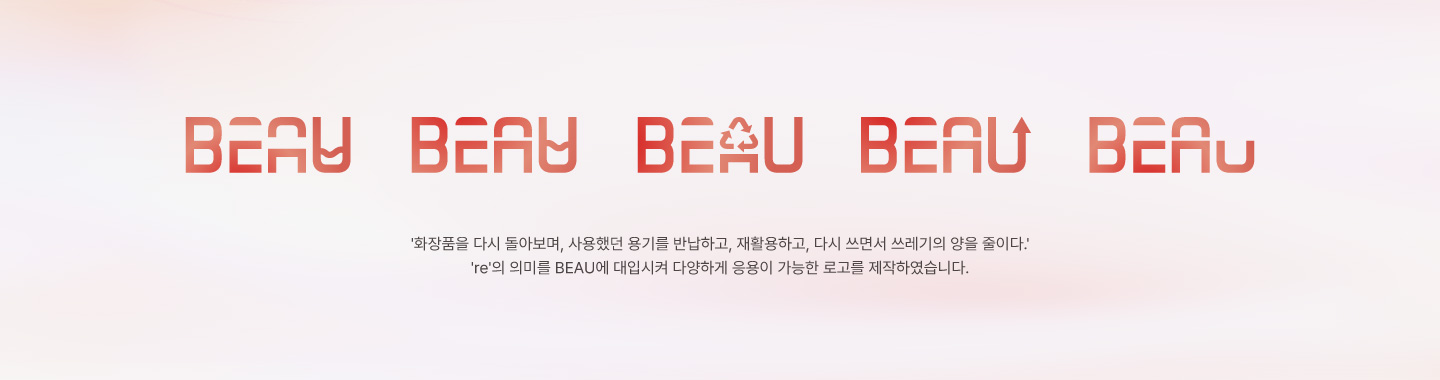 BEAU BEAU BEAU BEAU BEAU
'화장품을 다시 돌아보며, 사용했던 용기를 반납하고, 재활용하고, 다시 쓰면서 쓰레기의 양을 줄이다.'
're'의 의미를 BEAU에 대입시켜 다양하게 응용이 가능한 로고를 제작하였습니다.